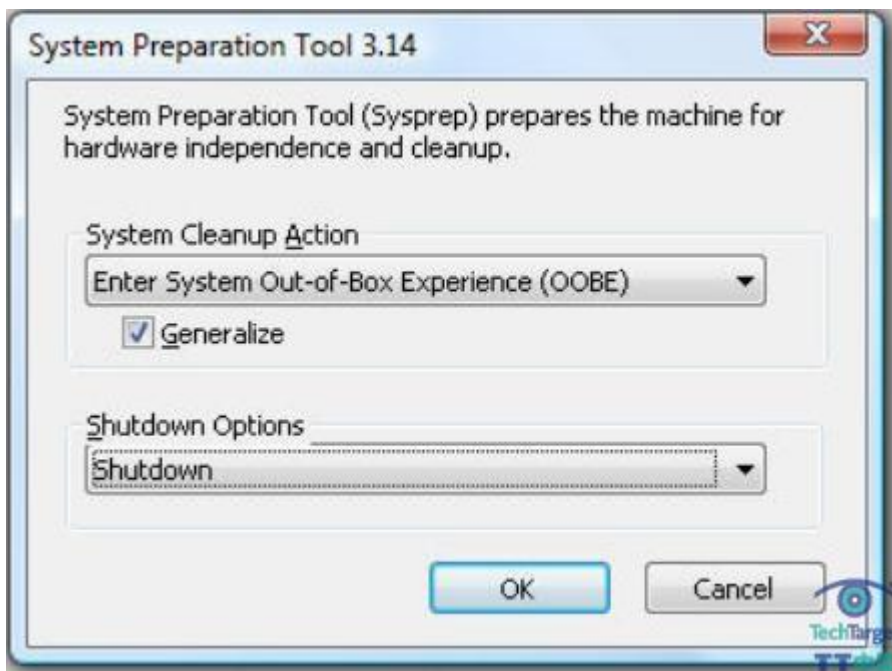 System Preparation Tool 3.14
System Preparation Tool (Sysprep) prepares the machine for
hardware independence and cleanup.
System Cleanup Action
Enter System Out-of-Box Experience (OOBE)
Generalize
Shutdown Options
Shutdown
OK
Cancel